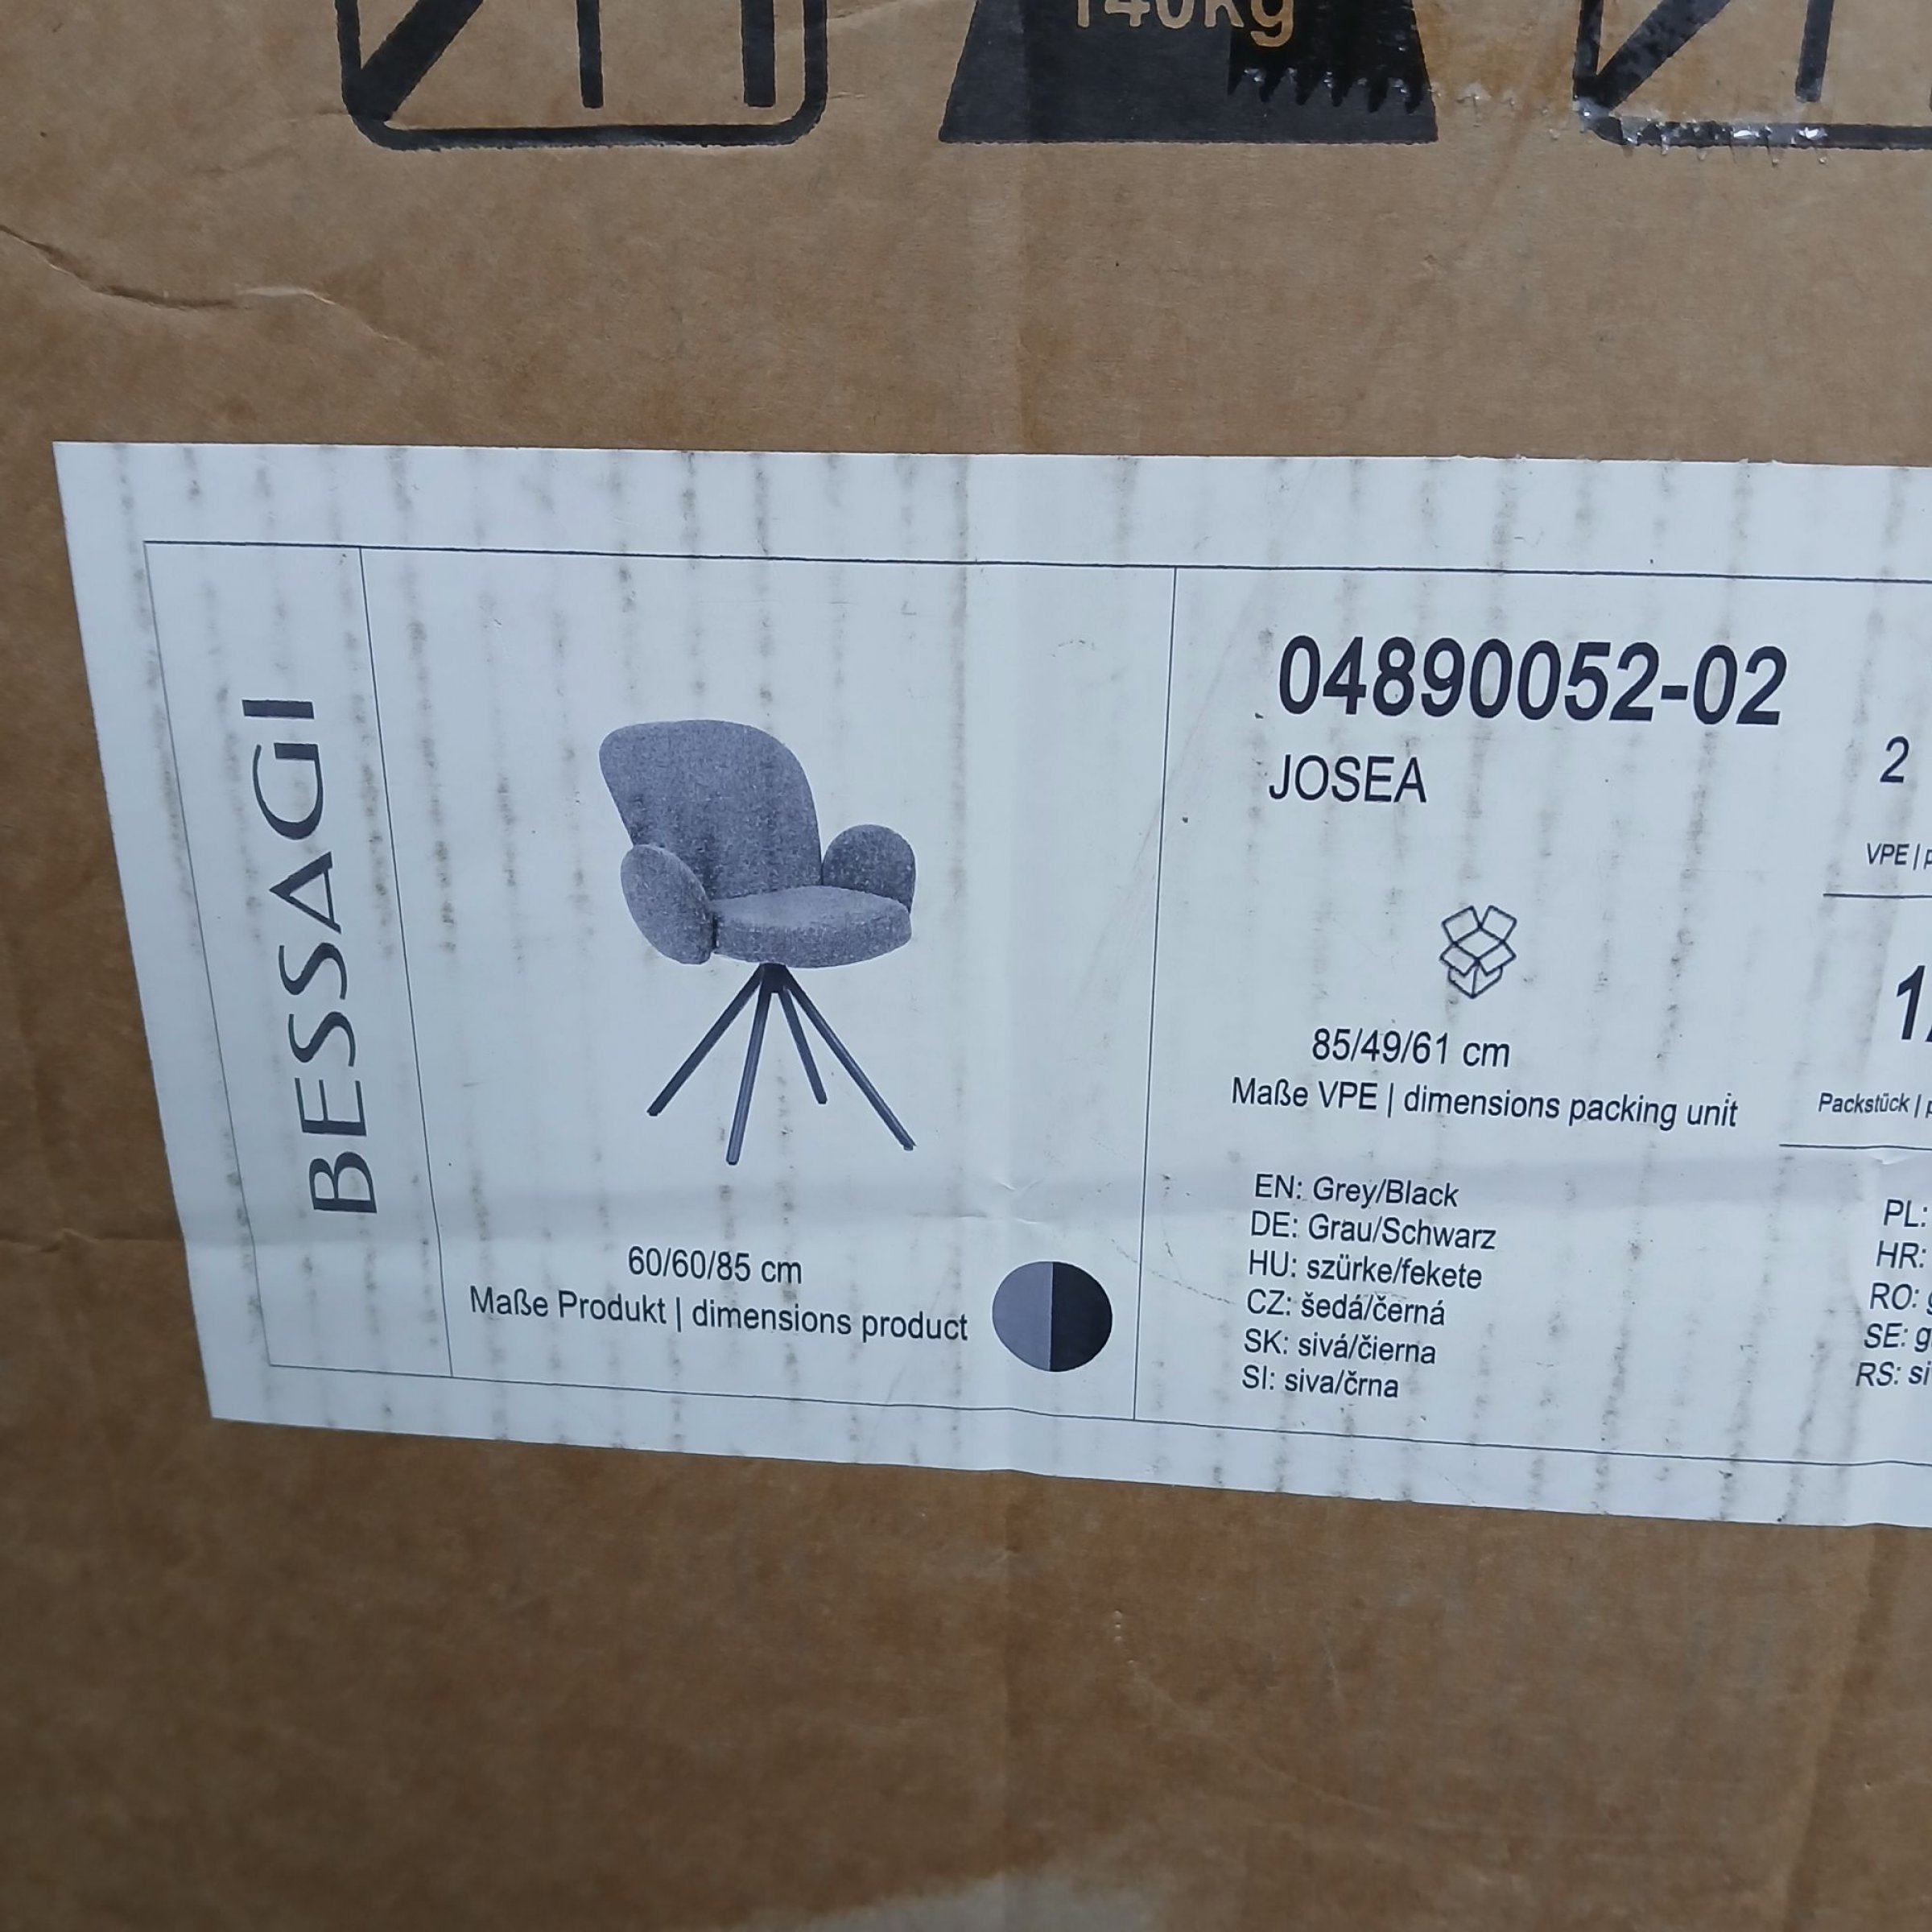 140Kg
BESSAGI
60/60/85 cm
Maße Produkt | dimensions product
04890052-02
JOSEA
85/49/61 cm
Maße VPE | dimensions packing unit
EN: Grey/Black
DE: Grau/Schwarz
HU: szürke/fekete
CZ: šedá/černá
SK: sivá/čierna
SI: siva/črna
2
VPE |
1
Packstück |
PL:
HR:
RO:
SE:
RS: